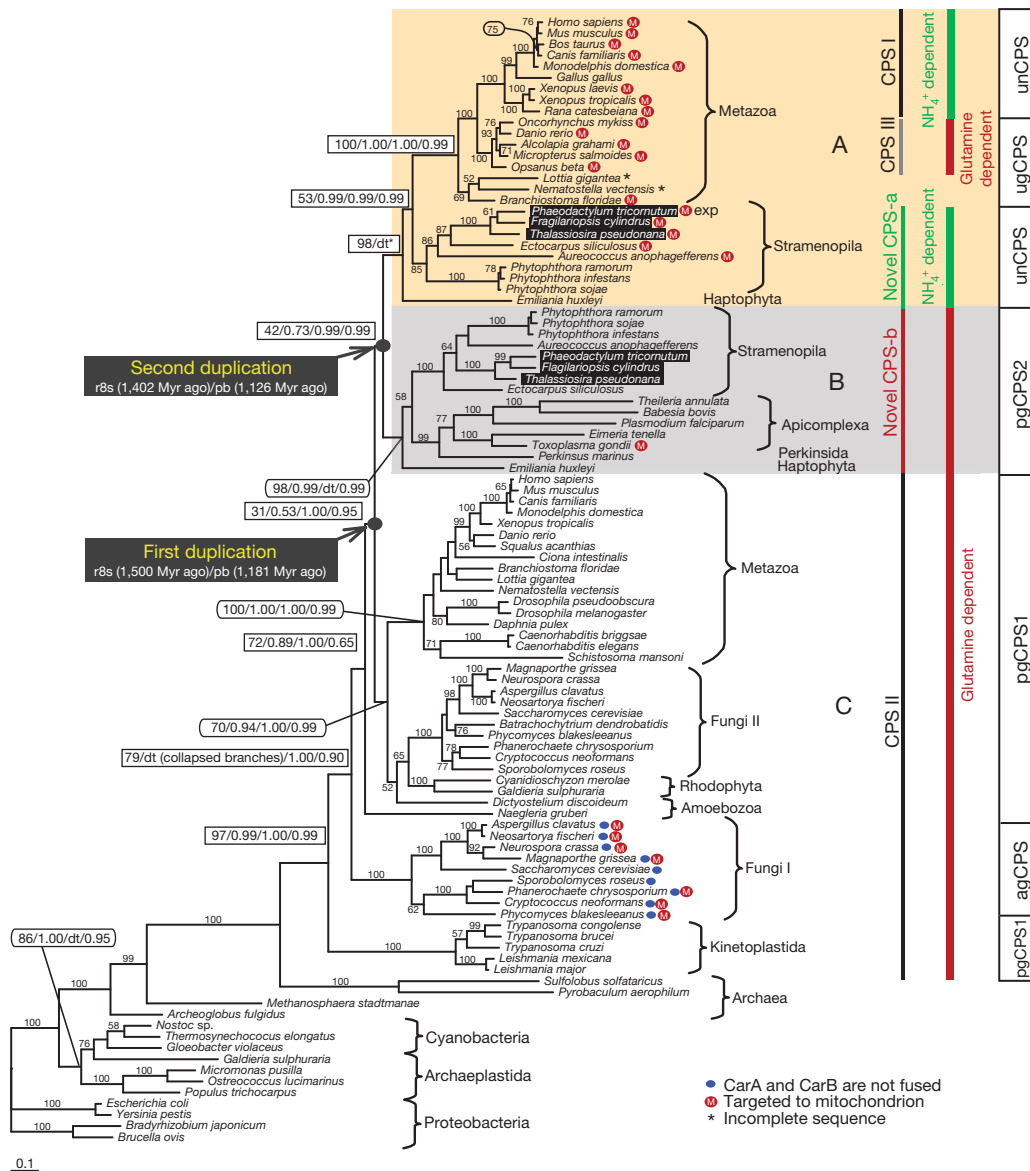 76
75
Homo sapiens M
Mus musculus M
Bos taurus M
Canis familiaris M
100
Monodelphis domestica M
99
Gallus gallus
100
100
Xenopus laevis M
Xenopus tropicalis M
100
Rana catesbeiana M
Metazoa
76
Oncorhynchus mykiss M
93
Danio rerio M
Alcolapia grahami M
71
Micropterus salmoides M
100
Opsanus beta M
100/1.00/1.00/0.99
52
Lottia gigantea *
Nematostella vectensis *
69
Branchiostoma floridae M
53/0.99/0.99/0.99
61
Phaeodactylum tricornutum M exp
Fragilariopsis cylindrus M
87
Thalassiosira pseudonana M
98/dt*
86
Ectocarpus siliculosus M
Aureococcus anophagefferens M
Stramenopila
85
78
Phytophthora ramorum
100
Phytophthora infestans
Phytophthora sojae
Emiliania huxleyi
Haptophyta
A
CPS I
CPS III
Novel CPS-a
NH4+ dependent
Glutamine dependent
NH4+ dependent
unCPS
ugCPS
unCPS
42/0.73/0.99/0.99
Second duplication
r8s (1,402 Myr ago)/pb (1,126 Myr ago)
100
Phytophthora ramorum
Phytophthora sojae
Phytophthora infestans
64
Aureococcus anophagefferens
99
Phaeodactylum tricornutum
100
Flagilariopsis cylindrus
100
Thalassiosira pseudonana
Ectocarpus siliculosus
Stramenopila
58
Theileria annulata
100
Babesia bovis
100
77
Plasmodium falciparum
Eimeria tenella
100
Toxoplasma gondii M
99
Perkinsus marinus
Emiliania huxleyi
Apicomplexa
Perkinsida
Haptophyta
B
Novel CPS-b
pgCPS2
98/0.99/dt/0.99
31/0.53/1.00/0.95
First duplication
r8s (1,500 Myr ago)/pb (1,181 Myr ago)
65
Homo sapiens
Mus musculus
100
Canis familiaris
100
Monodelphis domestica
99
Xenopus tropicalis
Danio rerio
56
Squalus acanthias
Ciona intestinalis
Branchiostoma floridae
Lottia gigantea
Nematostella vectensis
100
Drosophila pseudoobscura
Drosophila melanogaster
80
Daphnia pulex
100
Caenorhabditis briggsae
Caenorhabditis elegans
71
Schistosoma mansoni
Metazoa
100/1.00/1.00/0.99
72/0.89/1.00/0.65
100
Magnaporthe grissea
Neurospora crassa
98
Aspergillus clavatus
100
Neosartorya fischeri
Saccharomyces cerevisiae
Batrachochytrium dendrobatidis
76
Phycomyces blakesleeanus
78
Phanerochaete chrysosporium
Cryptococcus neoformans
77
Sporobolomyces roseus
65
Fungi II
70/0.94/1.00/0.99
79/dt (collapsed branches)/1.00/0.90
100
Cyanidioschyzon merolae
Galdieria sulphuraria
Rhodophyta
52
Dictyostelium discoideum
Amoebozoa
Naegleria gruberi
C
CPS II
Glutamine dependent
pgCPS1
97/0.99/1.00/0.99
100
Aspergillus clavatus M
Neosartorya fischeri M
100
Neurospora crassa M
92
Magnaporthe grissea M
Saccharomyces cerevisiae
100
Sporobolomyces roseus
100
Phanerochaete chrysosporium M
Cryptococcus neoformans M
62
Phycomyces blakesleeanus M
Fungi I
agCPS
99
Trypanosoma congolense
57
Trypanosoma brucei
Trypanosoma cruzi
100
100
Leishmania mexicana
Leishmania major
Kinetoplastida
pgCPS1
86/1.00/dt/0.95
100
99
100
Sulfolobus solfataricus
Pyrobaculum aerophilum
Archaea
Methanosphaera stadtmanae
100
Archeoglobus fulgidus
100
58
Nostoc sp.
Thermosynechococus elongatus
Gloeobacter violaceus
Cyanobacteria
76
Galdieria sulphuraria
100
Micromonas pusilla
Ostreococcus lucimarinus
100
Populus trichocarpus
Archaeplastida
100
Escherichia coli
Yersinia pestis
Bradyrhizobium japonicum
100
Brucella ovis
Proteobacteria
CarA and CarB are not fused
M Targeted to mitochondrion
* Incomplete sequence
0.1